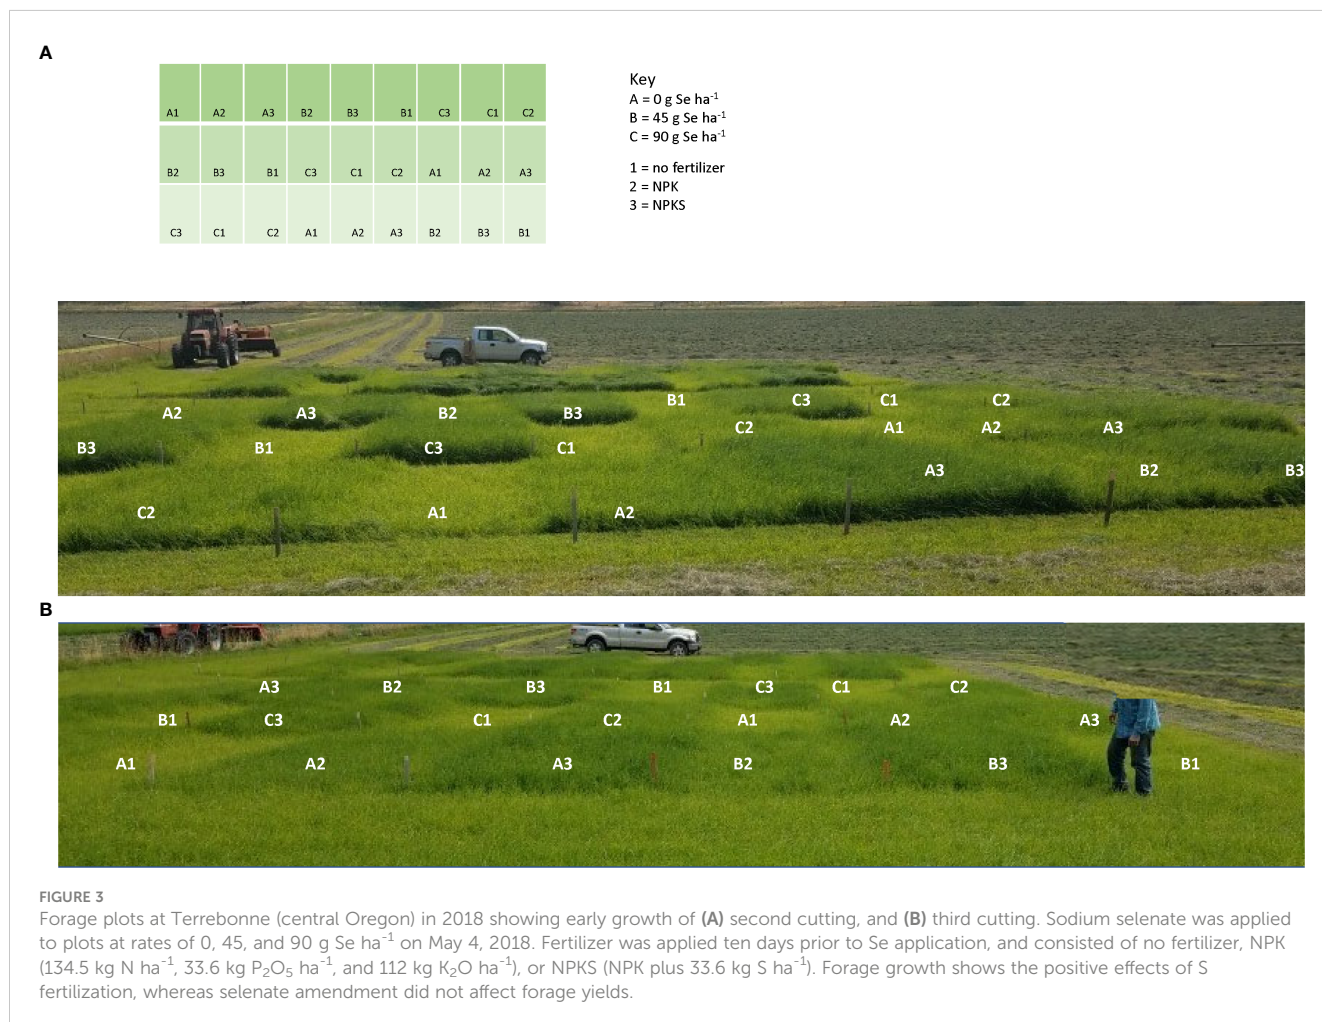 A
A1 A2 A3 B2 B3 B1 C3 C1 C2
B2 B3 B1 C3 C1 C2 A1 A2 A3
C3 C1 C2 A1 A2 A3 B2 B3 B1
Key
A = 0 g Se ha⁻¹
B = 45 g Se ha⁻¹
C = 90 g Se ha⁻¹
1 = no fertilizer
2 = NPK
3 = NPKS
A2 A3 B2 B3 B1 C3 C1 C2
B3 B1 C3 C1 C2 A1 A2 A3
C2 A1 A2 A3 B2 B3
B
A3 B2 B3 B1 C3 C1 C2
B1 C3 C1 C2 A1 A2 A3
A1 A2 A3 B2 B3 B1
FIGURE 3
Forage plots at Terrebonne (central Oregon) in 2018 showing early growth of (A) second cutting, and (B) third cutting. Sodium selenate was applied
to plots at rates of 0, 45, and 90 g Se ha⁻¹ on May 4, 2018. Fertilizer was applied ten days prior to Se application, and consisted of no fertilizer, NPK
(134.5 kg N ha⁻¹, 33.6 kg P₂O₅ ha⁻¹, and 112 kg K₂O ha⁻¹), or NPKS (NPK plus 33.6 kg S ha⁻¹). Forage growth shows the positive effects of S
fertilization, whereas selenate amendment did not affect forage yields.